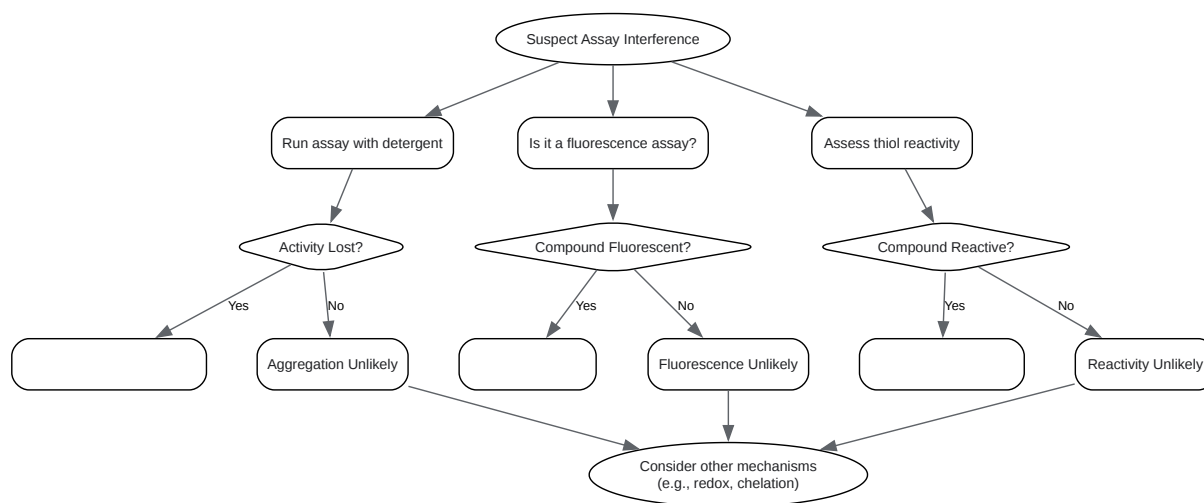 Suspect Assay Interference
Run assay with detergent
Is it a fluorescence assay?
Assess thiol reactivity
Activity Lost?
Compound Fluorescent?
Compound Reactive?
Yes
No
Yes
No
Yes
No
Aggregation Unlikely
Fluorescence Unlikely
Reactivity Unlikely
Consider other mechanisms
(e.g., redox, chelation)